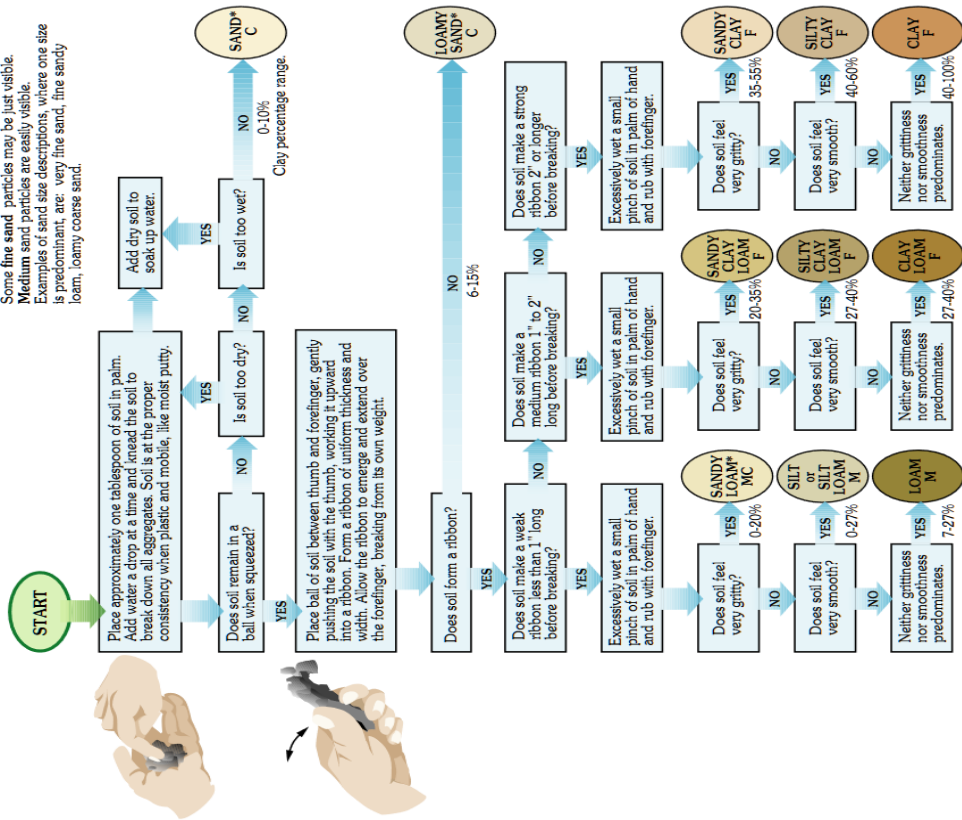 Some fine sand particles may be just visible.
Medium sand particles are easily visible.
Examples of sand size descriptions, where one size
is predominant, are: very fine sand, fine sandy
loam, loamy coarse sand.
START
Place approximately one tablespoon of soil in palm.
Add water a drop at a time and knead the soil to
break down all aggregates. Soil is at the proper
consistency when plastic and mobile, like moist putty.
Add dry soil to
soak up water.
YES
YES
Does soil remain in a
ball when squeezed?
NO
Is soil too dry?
NO
Is soil too wet?
NO
0-10%
Clay percentage range.
SAND*
C
YES
Place ball of soil between thumb and forefinger, gently
pushing the soil with the thumb, working it upward
into a ribbon. Form a ribbon of uniform thickness and
width. Allow the ribbon to emerge and extend over
the forefinger, breaking from its own weight.
Does soil form a ribbon?
NO
6-15%
LOAMY
SAND*
C
YES
Does soil make a weak
ribbon less than 1" long
before breaking?
NO
Does soil make a
medium ribbon 1" to 2"
long before breaking?
NO
Does soil make a strong
ribbon 2" or longer
before breaking?
YES
YES
YES
Excessively wet a small
pinch of soil in palm of hand
and rub with forefinger.
Excessively wet a small
pinch of soil in palm of hand
and rub with forefinger.
Excessively wet a small
pinch of soil in palm of hand
and rub with forefinger.
Does soil feel
very gritty?
YES
0-20%
SANDY
LOAM*
MC
Does soil feel
very gritty?
YES
20-35%
SANDY
CLAY
LOAM
F
Does soil feel
very gritty?
YES
35-55%
SANDY
CLAY
F
NO
NO
NO
Does soil feel
very smooth?
YES
0-27%
SILT
or
SILT
LOAM
M
Does soil feel
very smooth?
YES
27-40%
SILTY
CLAY
LOAM
F
Does soil feel
very smooth?
YES
40-60%
SILTY
CLAY
F
NO
NO
NO
Neither grittiness
nor smoothness
predominates.
YES
7-27%
LOAM
M
Neither grittiness
nor smoothness
predominates.
YES
27-40%
CLAY
LOAM
F
Neither grittiness
nor smoothness
predominates.
YES
40-100%
CLAY
F